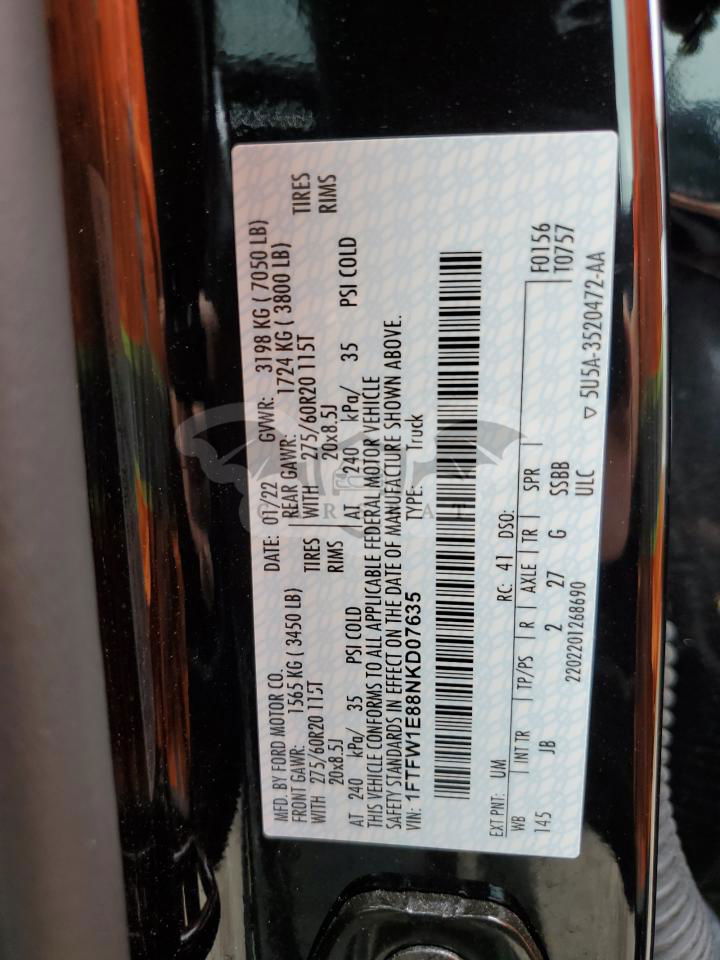 MFD. BY FORD MOTOR CO.
DATE: 01/22 GVWR: 3198 KG ( 7050 LB)
FRONT GAWR: 1565 KG ( 3450 LB)
REAR GAWR: 1724 KG ( 3800 LB)
WITH 275/60R20 115T TIRES
WITH 275/60R20 115T TIRES
20x8.5J RIMS
20x8.5J RIMS
AT 240 kPa/ 35 PSI COLD
AT 240 kPa/ 35 PSI COLD
THIS VEHICLE CONFORMS TO ALL APPLICABLE FEDERAL MOTOR VEHICLE
SAFETY STANDARDS IN EFFECT ON THE DATE OF MANUFACTURE SHOWN ABOVE.
VIN: 1FTFW1E88NKD07635 TYPE: Truck
F0156
T0757
EXT PNT: UM RC: 41 DSO:
WB INT TR TP/PS R AXLE TR SPR
145 JB 2 27 G SSBB
2202201268690 ULC
▽ 5U5A-3520472-AA